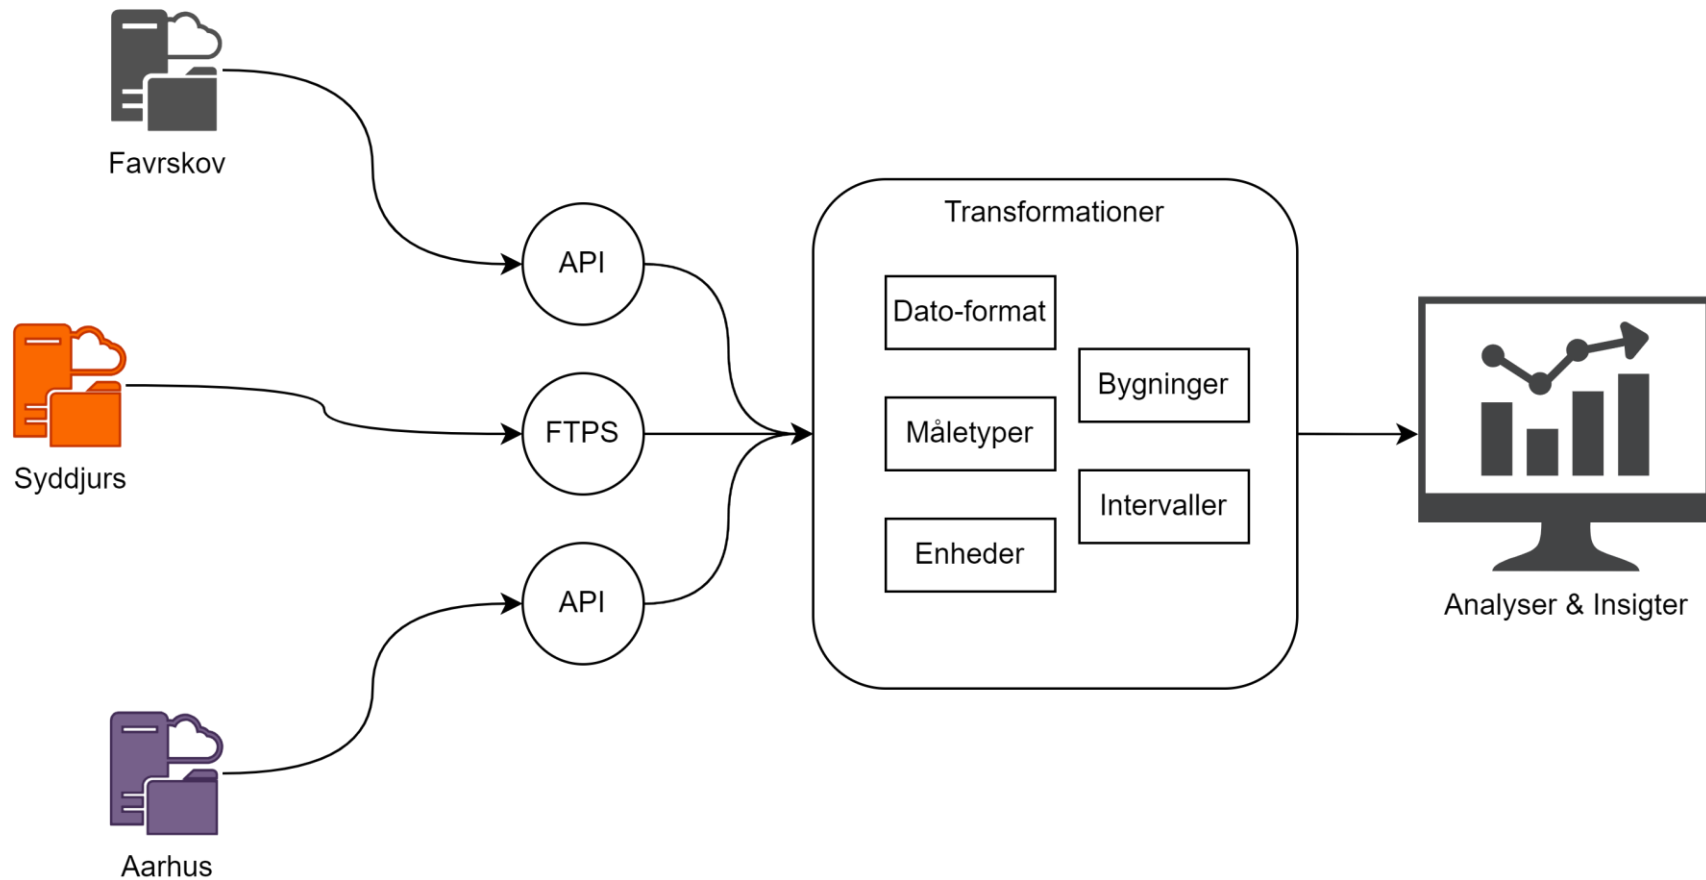 Favrskov
Syddjurs
Aarhus
API
FTPS
API
Transformationer
Dato-format
Bygninger
Måletyper
Intervaller
Enheder
Analyser & Insigter